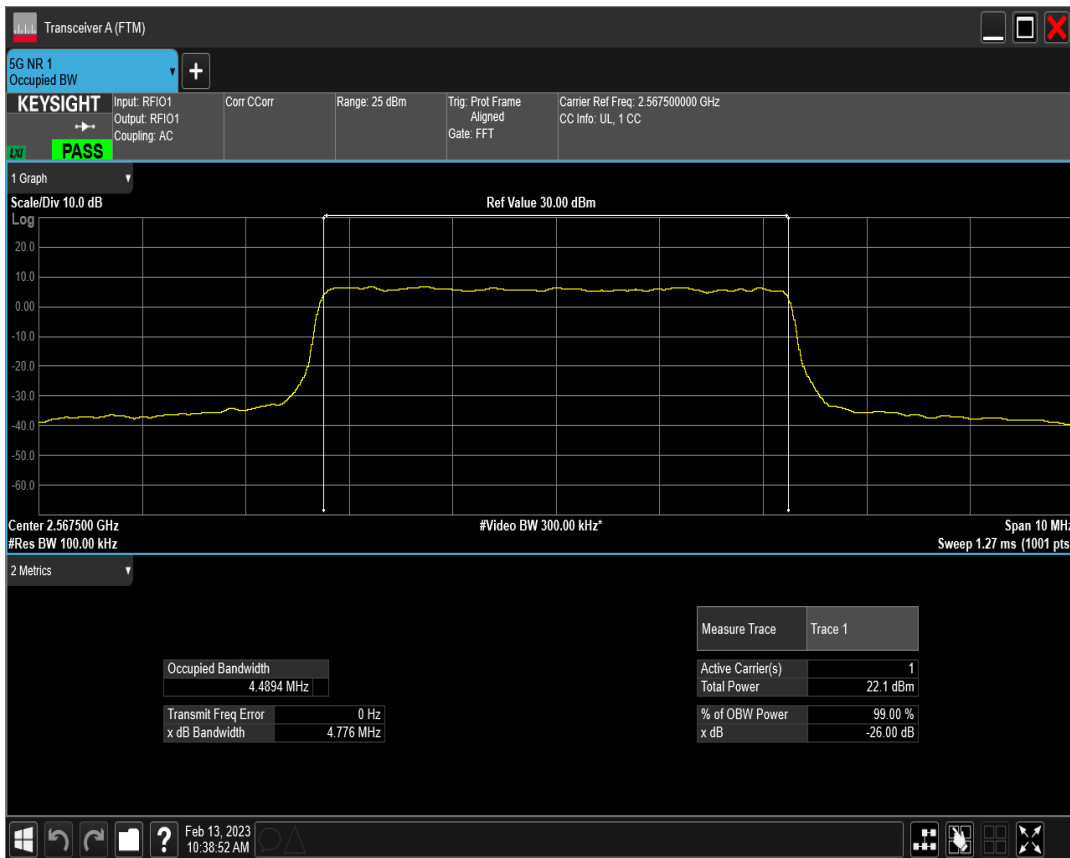 Transceiver A (FTM)
5G NR 1
Occupied BW
+
KEYSIGHT
LXI
PASS
Input: RFIO1
Output: RFIO1
Coupling: AC
Corr CCorr
Range: 25 dBm
Trig: Prot Frame
Aligned
Gate: FFT
Carrier Ref Freq: 2.567500000 GHz
CC Info: UL, 1 CC
1 Graph
Scale/Div 10.0 dB
Ref Value 30.00 dBm
Log
20.0
10.0
0.00
-10.0
-20.0
-30.0
-40.0
-50.0
-60.0
Center 2.567500 GHz
#Video BW 300.00 kHz*
Span 10 MHz
#Res BW 100.00 kHz
Sweep 1.27 ms (1001 pts
2 Metrics
Measure Trace Trace 1
Occupied Bandwidth
4.4894 MHz
Active Carrier(s) 1
Total Power 22.1 dBm
Transmit Freq Error 0 Hz
x dB Bandwidth 4.776 MHz
% of OBW Power 99.00 %
x dB -26.00 dB
?
Feb 13, 2023
10:38:52 AM